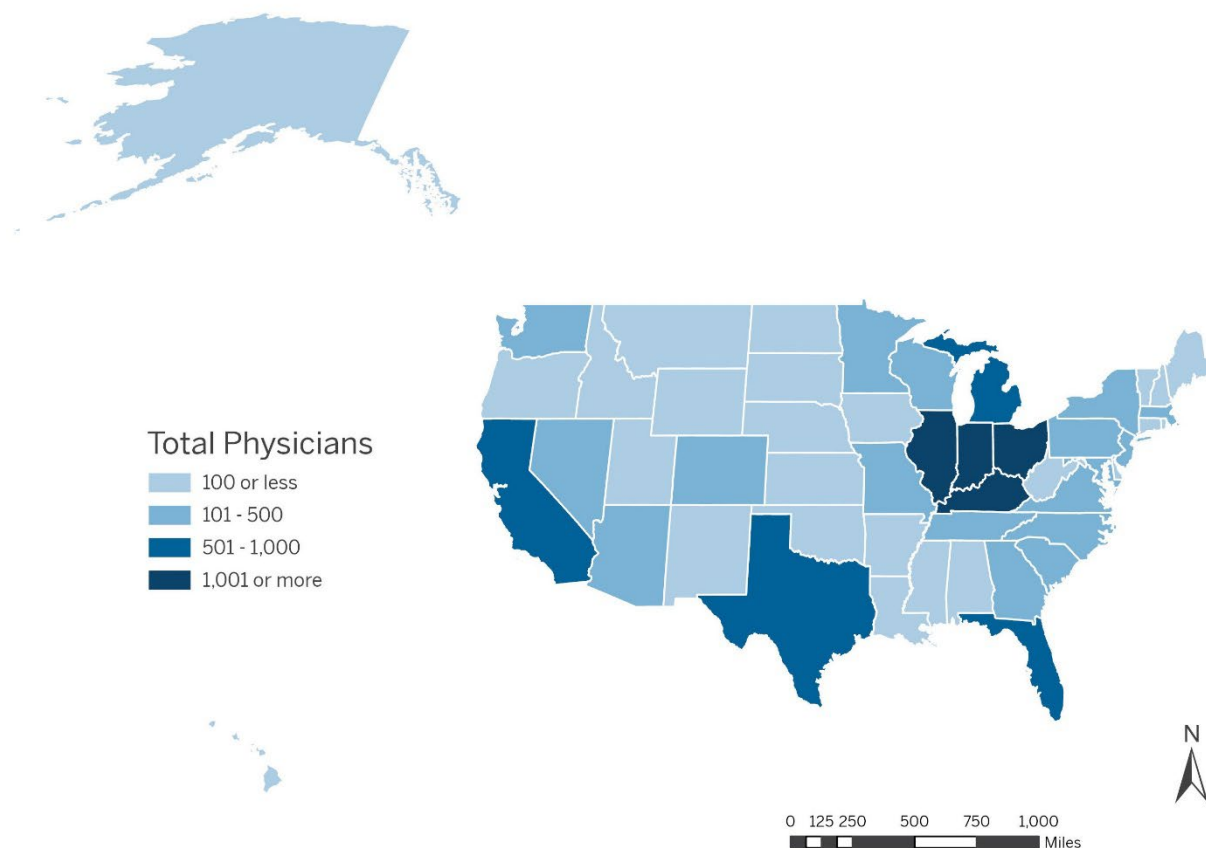 Total Physicians
100 or less
101 - 500
501 - 1,000
1,001 or more
N
0 125 250 500 750 1,000
Miles